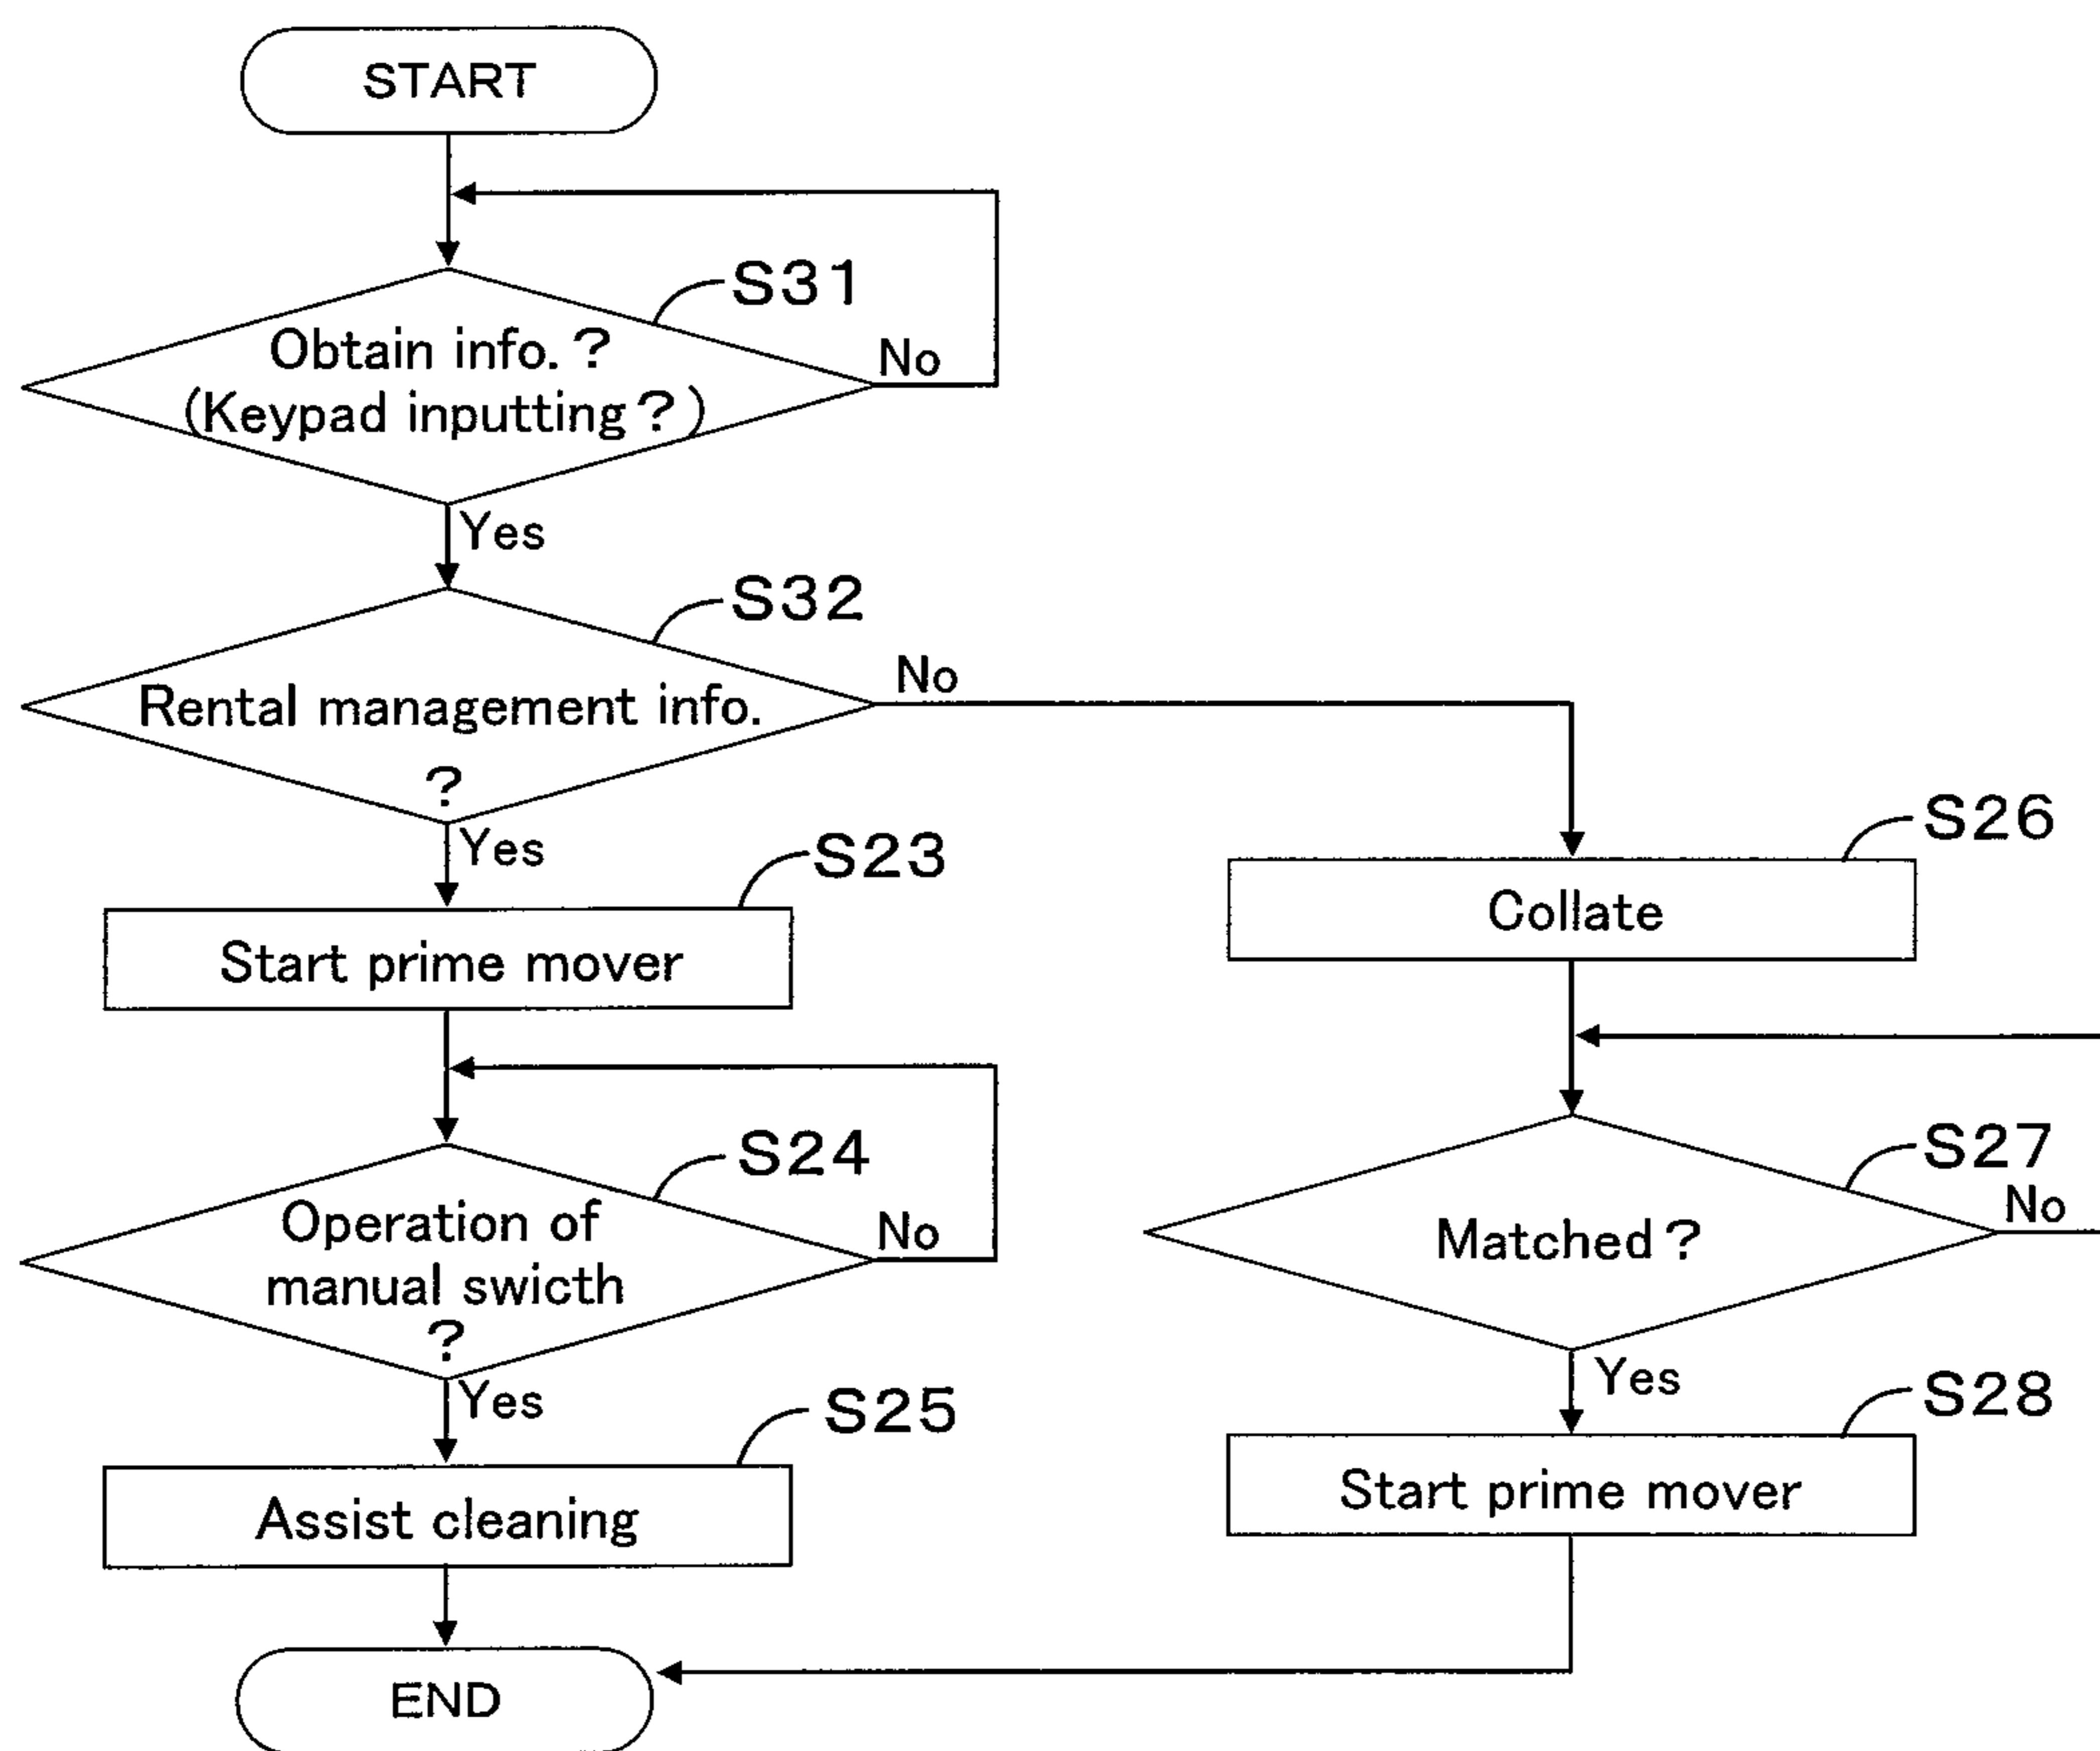 START
S31
Obtain info. ?
No
(Keypad inputting ? )
Yes
S32
No
Rental management info.
?
Yes
S23
Start prime mover
S24
Operation of
No
manual swicth
?
Yes
S25
Assist cleaning
END
S26
Collate
S27
No
Matched ?
Yes
S28
Start prime mover